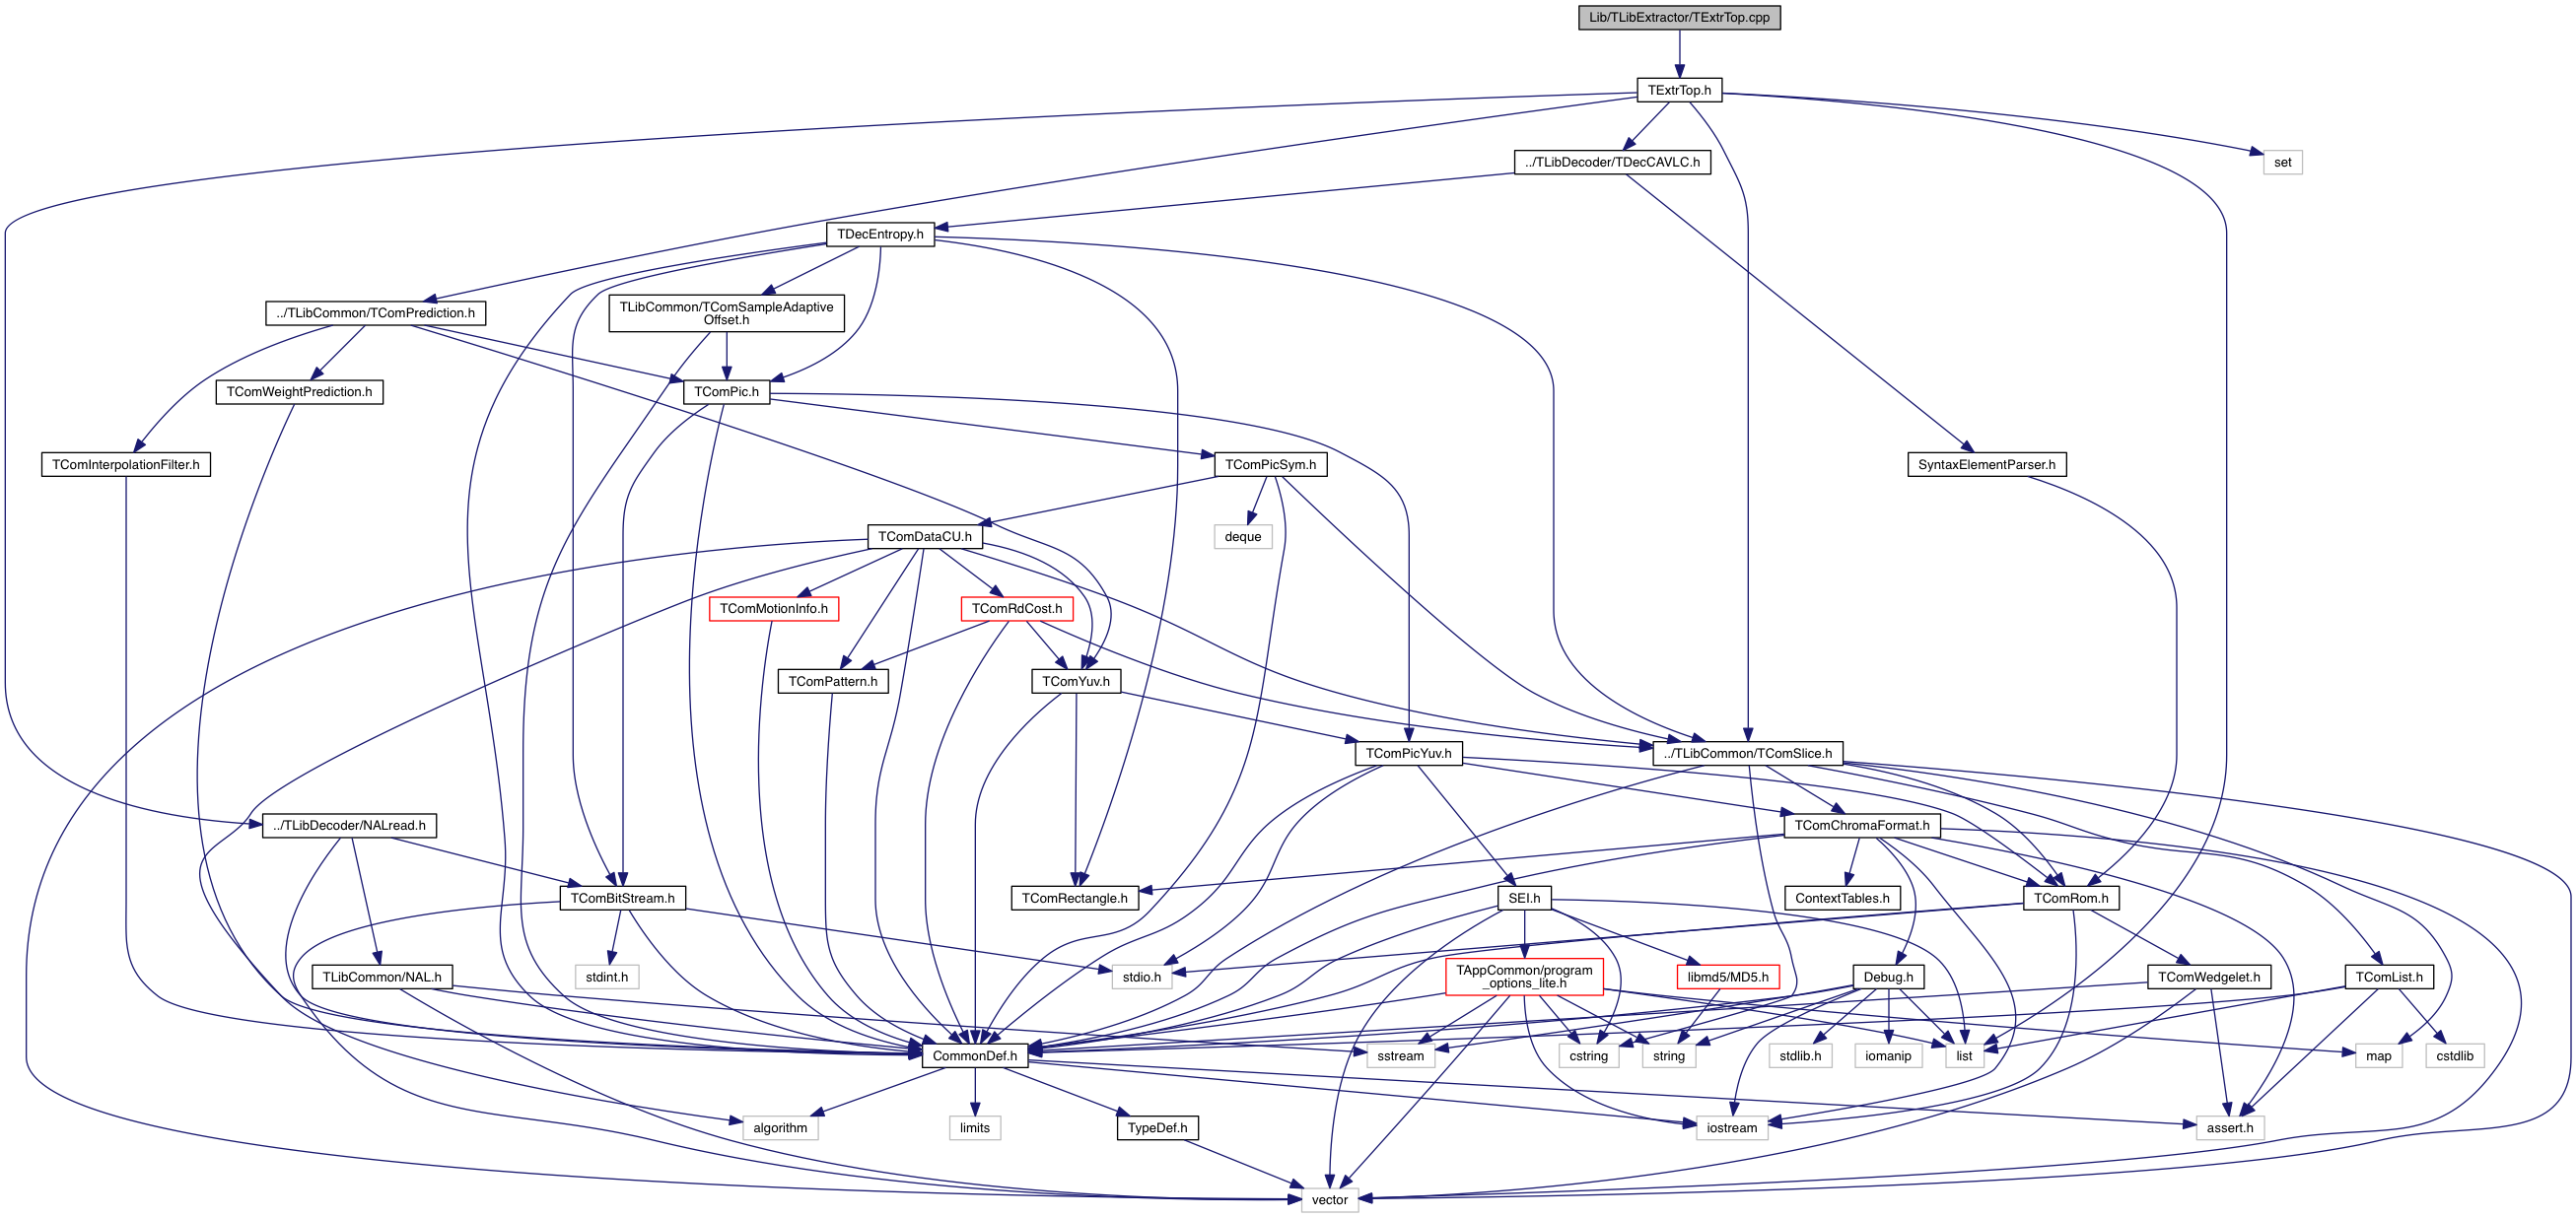 Lib/TLibExtractor/TExtrTop.cpp
TExtrTop.h
../TLibDecoder/TDecCAVLC.h
set
TDecEntropy.h
../TLibCommon/TComPrediction.h
TLibCommon/TComSampleAdaptive
Offset.h
TComWeightPrediction.h
TComPic.h
TComInterpolationFilter.h
TComPicSym.h
SyntaxElementParser.h
TComDataCU.h
deque
TComMotionInfo.h
TComRdCost.h
TComPattern.h
TComYuv.h
TComPicYuv.h
../TLibCommon/TComSlice.h
../TLibDecoder/NALread.h
TComChromaFormat.h
TComBitStream.h
TComRectangle.h
SEI.h
ContextTables.h
TComRom.h
TLibCommon/NAL.h
stdint.h
stdio.h
TAppCommon/program
_options_lite.h
libmd5/MD5.h
Debug.h
TComWedgelet.h
TComList.h
CommonDef.h
sstream
cstring
string
stdlib.h
iomanip
list
map
cstdlib
algorithm
limits
TypeDef.h
iostream
assert.h
vector